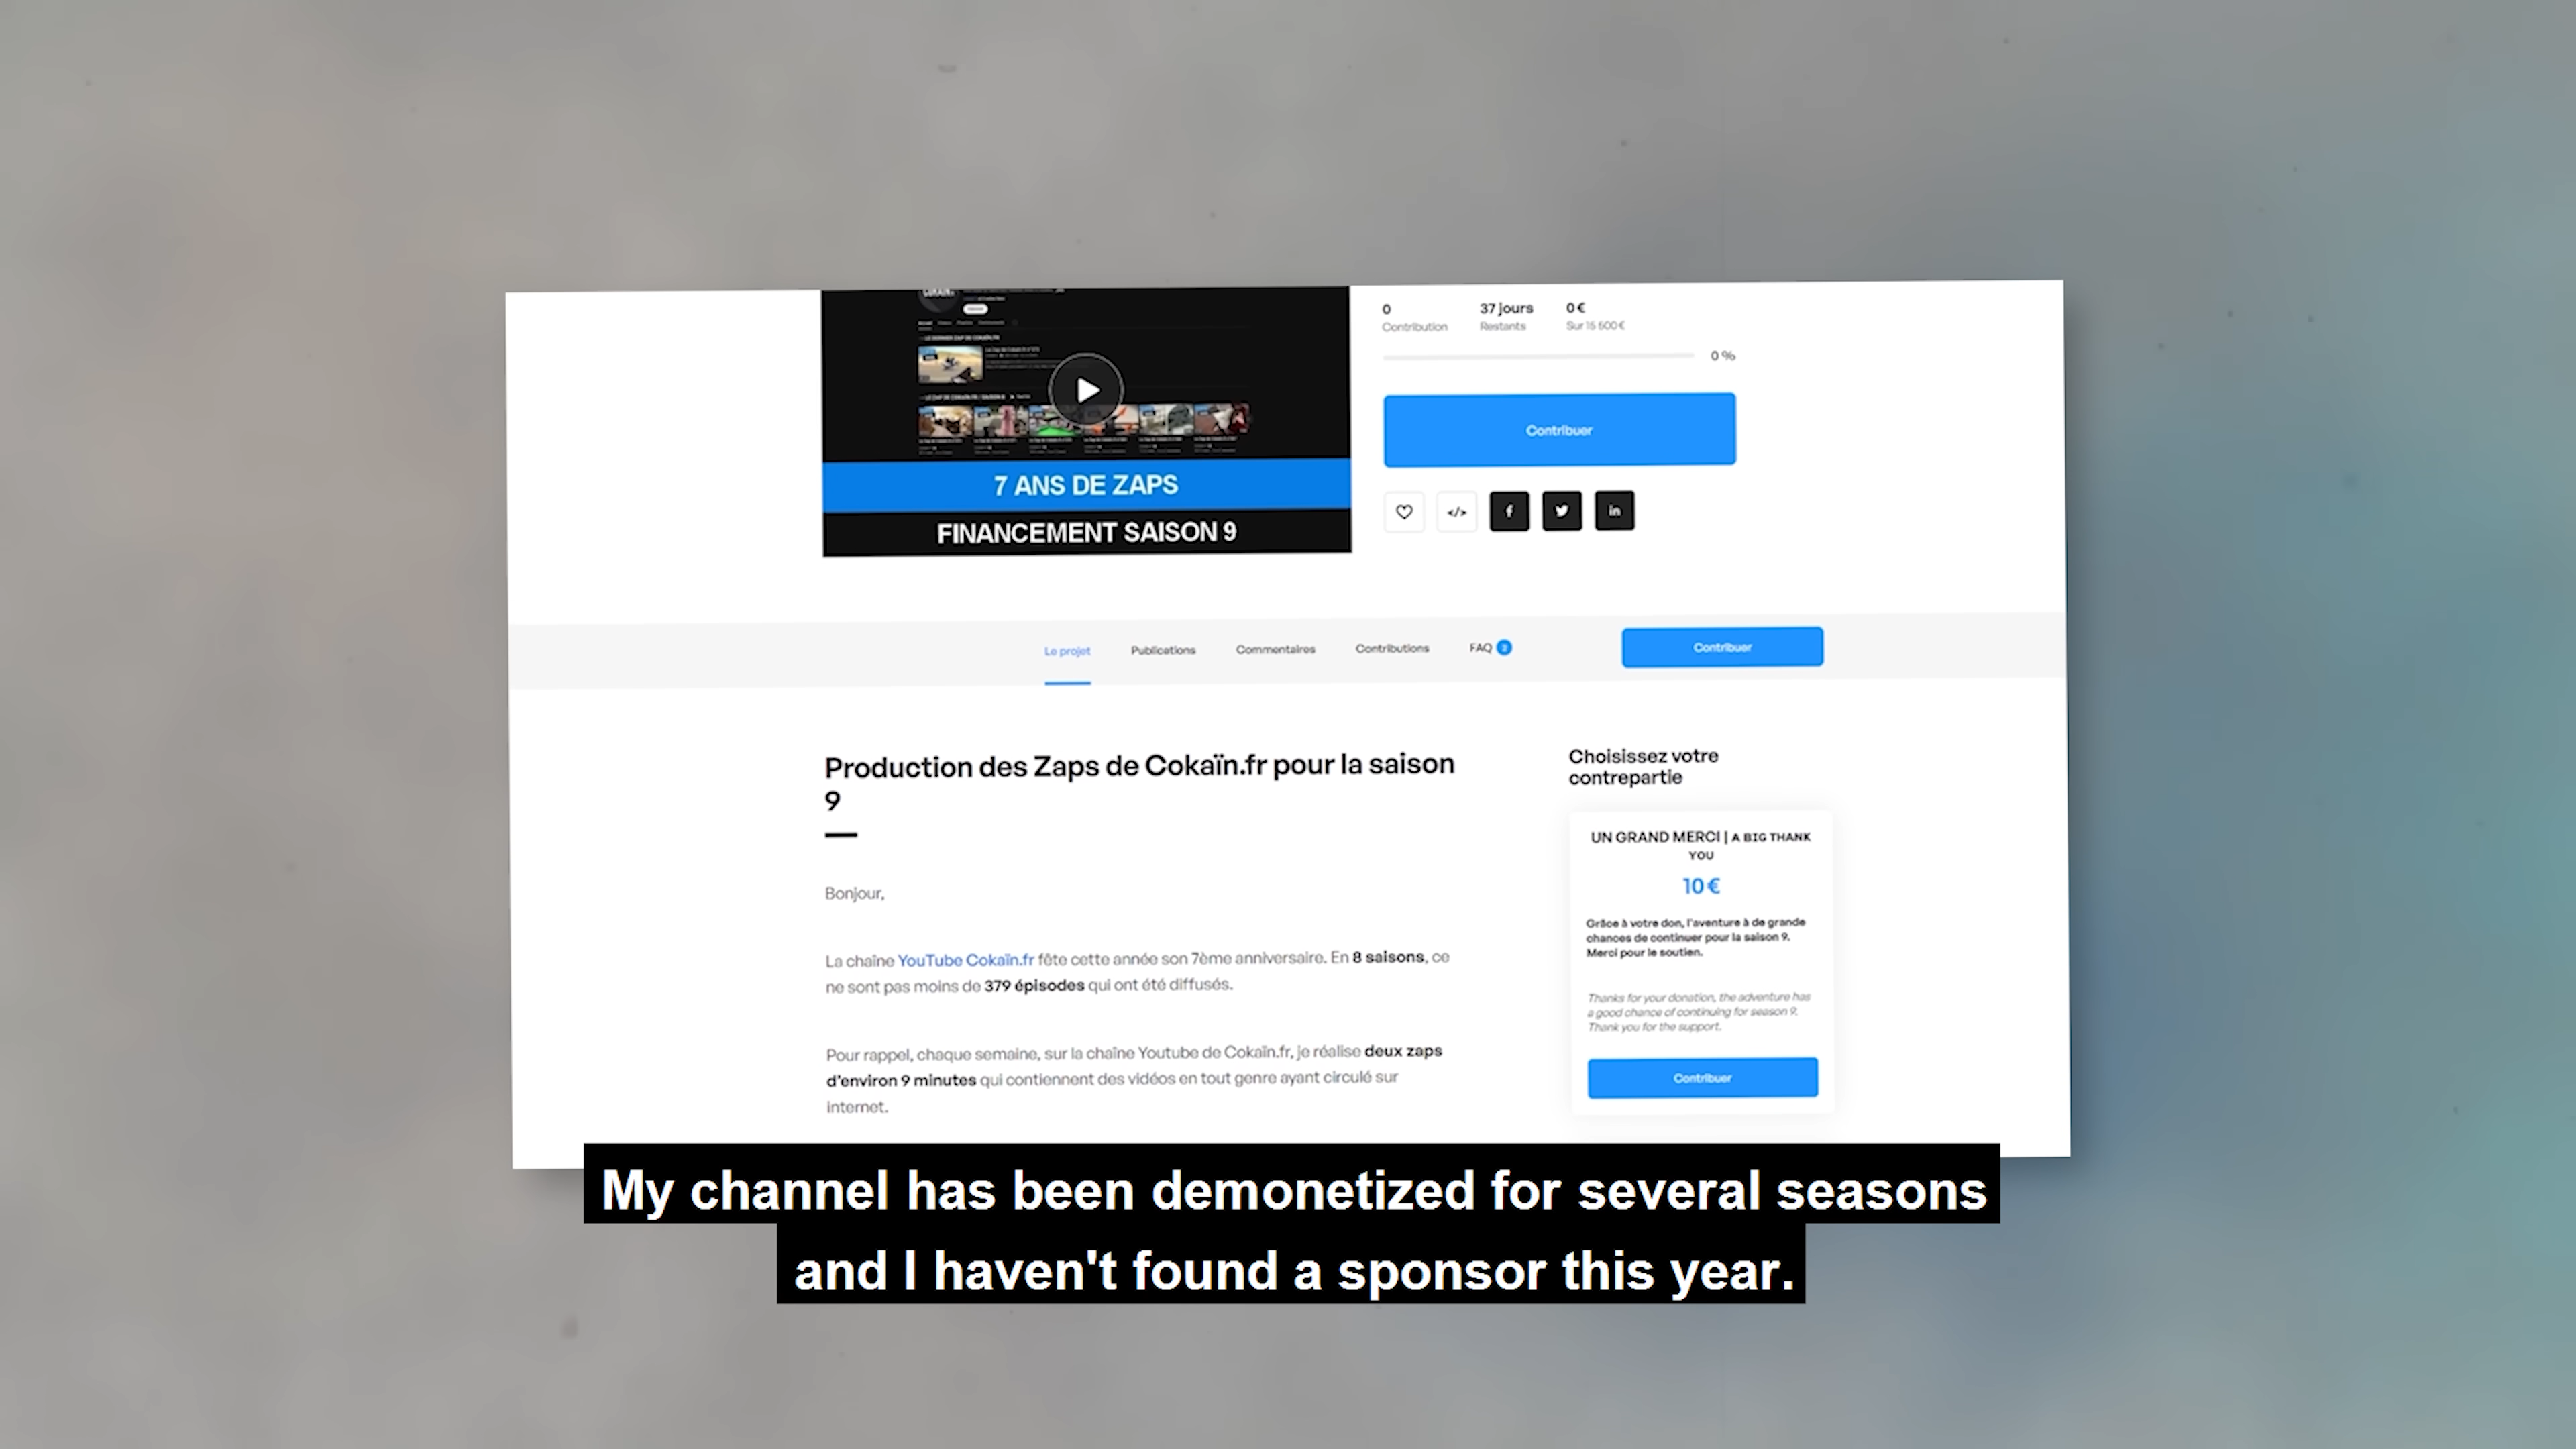 0
37 jours
0 €
Contribution
Restants
Sur 15 500 €
0 %
Contribuer
7 ANS DE ZAPS
FINANCEMENT SAISON 9
</>
f
in
Le projet
Publications
Commentaires
Contributions
FAQ
Contribuer
Production des Zaps de Cokaïn.fr pour la saison
9
Bonjour,
La chaîne YouTube Cokaïn.fr fête cette année son 7ème anniversaire. En 8 saisons, ce
ne sont pas moins de 379 épisodes qui ont été diffusés.
Pour rappel, chaque semaine, sur la chaîne Youtube de Cokaïn.fr, je réalise deux zaps
d'environ 9 minutes qui contiennent des vidéos en tout genre ayant circulé sur
internet.
Choisissez votre
contrepartie
UN GRAND MERCI | A BIG THANK
YOU
10 €
Grâce à votre don, l'aventure à de grande
chances de continuer pour la saison 9.
Merci pour le soutien.
Thanks for your donation, the adventure has
a good chance of continuing for season 9.
Thank you for the support.
Contribuer
My channel has been demonetized for several seasons
and I haven't found a sponsor this year.